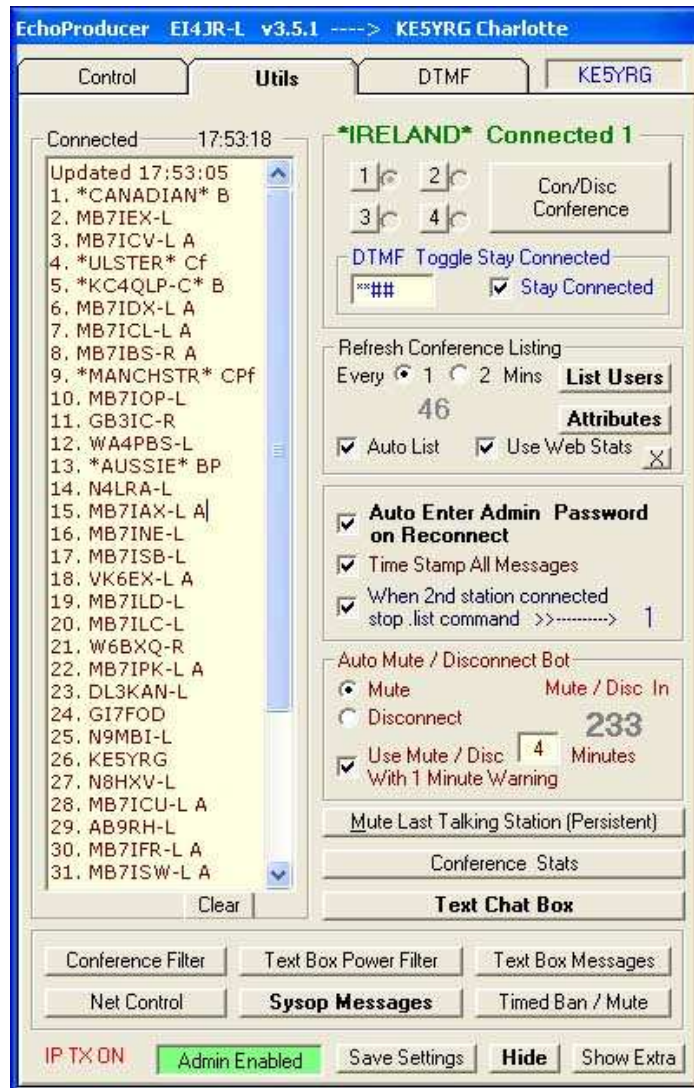 EchoProducer EI4JR-L v3.5.1 ----> KE5YRG Charlotte
Control Utils DTMF KE5YRG
Connected 17:53:18
Updated 17:53:05
1. *CANADIAN* B
2. MB7IEX-L
3. MB7ICV-L A
4. *ULSTER* Cf
5. *KC4QLP-C* B
6. MB7IDX-L A
7. MB7ICL-L A
8. MB7IBS-R A
9. *MANCHSTR* CPf
10. MB7IOP-L
11. GB3IC-R
12. WA4PBS-L
13. *AUSSIE* BP
14. N4LRA-L
15. MB7IAX-L A
16. MB7INE-L
17. MB7ISB-L
18. VK6EX-L A
19. MB7ILD-L
20. MB7ILC-L
21. W6BXQ-R
22. MB7IPK-L A
23. DL3KAN-L
24. GI7FOD
25. N9MBI-L
26. KE5YRG
27. N8HXV-L
28. MB7ICU-L A
29. AB9RH-L
30. MB7IFR-L A
31. MB7ISW-L A
Clear
*IRELAND* Connected 1
1 2
3 4
Con/Disc
Conference
DTMF Toggle Stay Connected
**## Stay Connected
Refresh Conference Listing
Every 1 2 Mins List Users
46 Attributes
Auto List Use Web Stats X
Auto Enter Admin Password
on Reconnect
Time Stamp All Messages
When 2nd station connected
stop .list command >>----------> 1
Auto Mute / Disconnect Bot
Mute Mute / Disc In
Disconnect 233
Use Mute / Disc 4 Minutes
With 1 Minute Warning
Mute Last Talking Station (Persistent)
Conference Stats
Text Chat Box
Conference Filter Text Box Power Filter Text Box Messages
Net Control Sysop Messages Timed Ban / Mute
IP TX ON Admin Enabled Save Settings Hide Show Extra